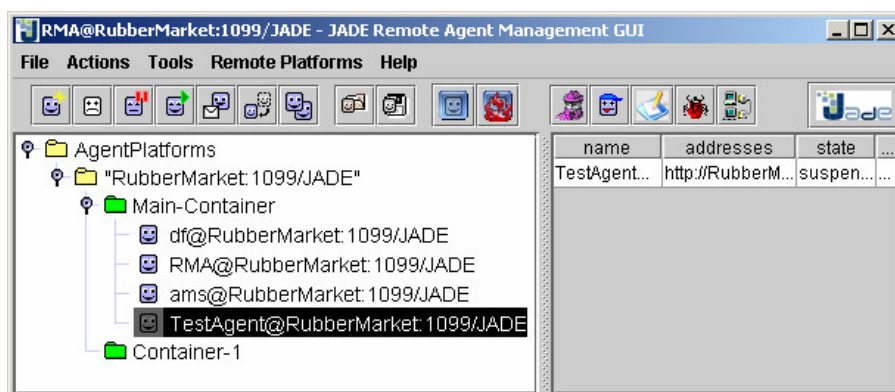 RMA@RubberMarket:1099/JADE - JADE Remote Agent Management GUI
File Actions Tools Remote Platforms Help
Jade
AgentPlatforms
"RubberMarket:1099/JADE"
Main-Container
df@RubberMarket:1099/JADE
RMA@RubberMarket:1099/JADE
ams@RubberMarket:1099/JADE
TestAgent@RubberMarket:1099/JADE
Container-1
name addresses state ...
TestAgent... http://RubberM... suspen... ...